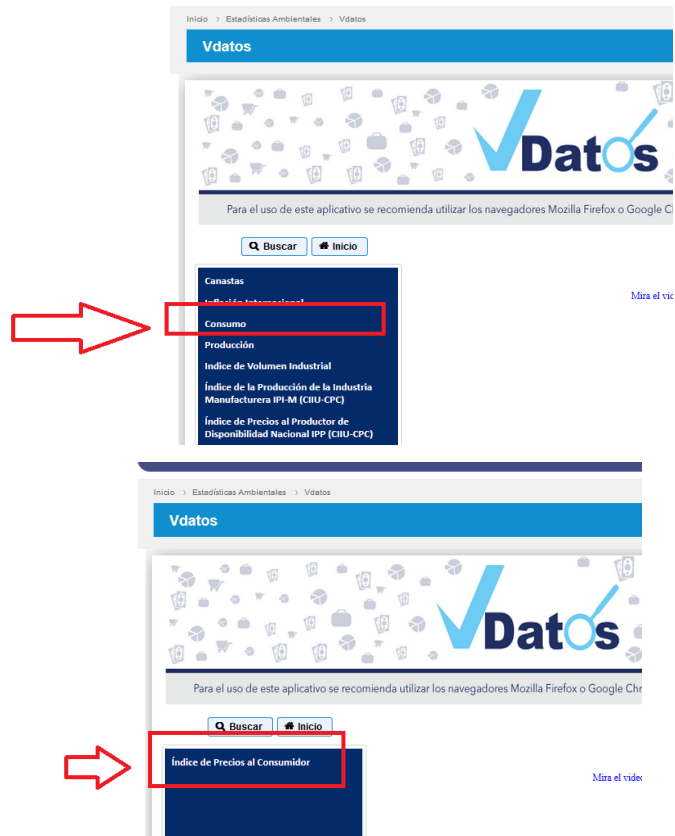 Inicio > Estadísticas Ambientales > Vdatos
Vdatos
Datos
Para el uso de este aplicativo se recomienda utilizar los navegadores Mozilla Firefox o Google C
Buscar Inicio
Canastas
Inflación Internacional
Mira el vid
Consumo
Producción
Indice de Volumen Industrial
Índice de la Producción de la Industria
Manufacturera IPI-M (CIIU-CPC)
Índice de Precios al Productor de
Disponibilidad Nacional IPP (CIIU-CPC)
Inicio > Estadísticas Ambientales > Vdatos
Vdatos
Datos
Para el uso de este aplicativo se recomienda utilizar los navegadores Mozilla Firefox o Google Chr
Buscar Inicio
Índice de Precios al Consumidor
Mira el video